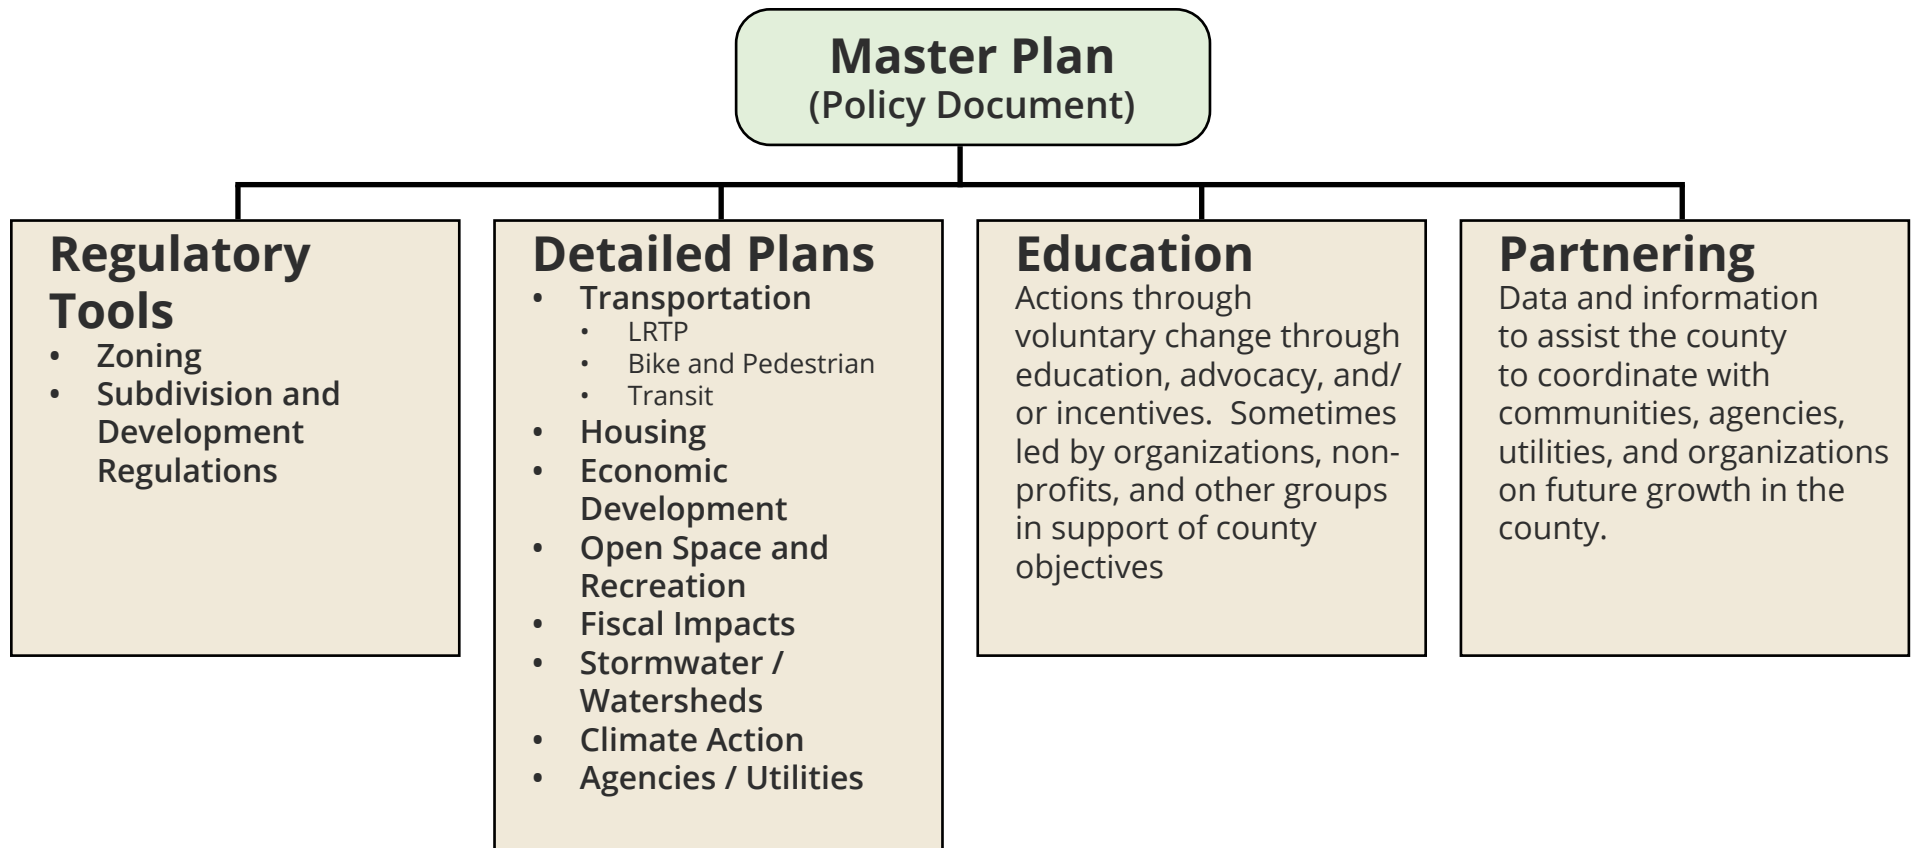 Master Plan
(Policy Document)
Regulatory
Tools
• Zoning
• Subdivision and
Development
Regulations
Detailed Plans
• Transportation
• LRTP
• Bike and Pedestrian
• Transit
• Housing
• Economic
Development
• Open Space and
Recreation
• Fiscal Impacts
• Stormwater /
Watersheds
• Climate Action
• Agencies / Utilities
Education
Actions through
voluntary change through
education, advocacy, and/
or incentives.  Sometimes
led by organizations, non-
profits, and other groups
in support of county
objectives
Partnering
Data and information
to assist the county
to coordinate with
communities, agencies,
utilities, and organizations
on future growth in the
county.